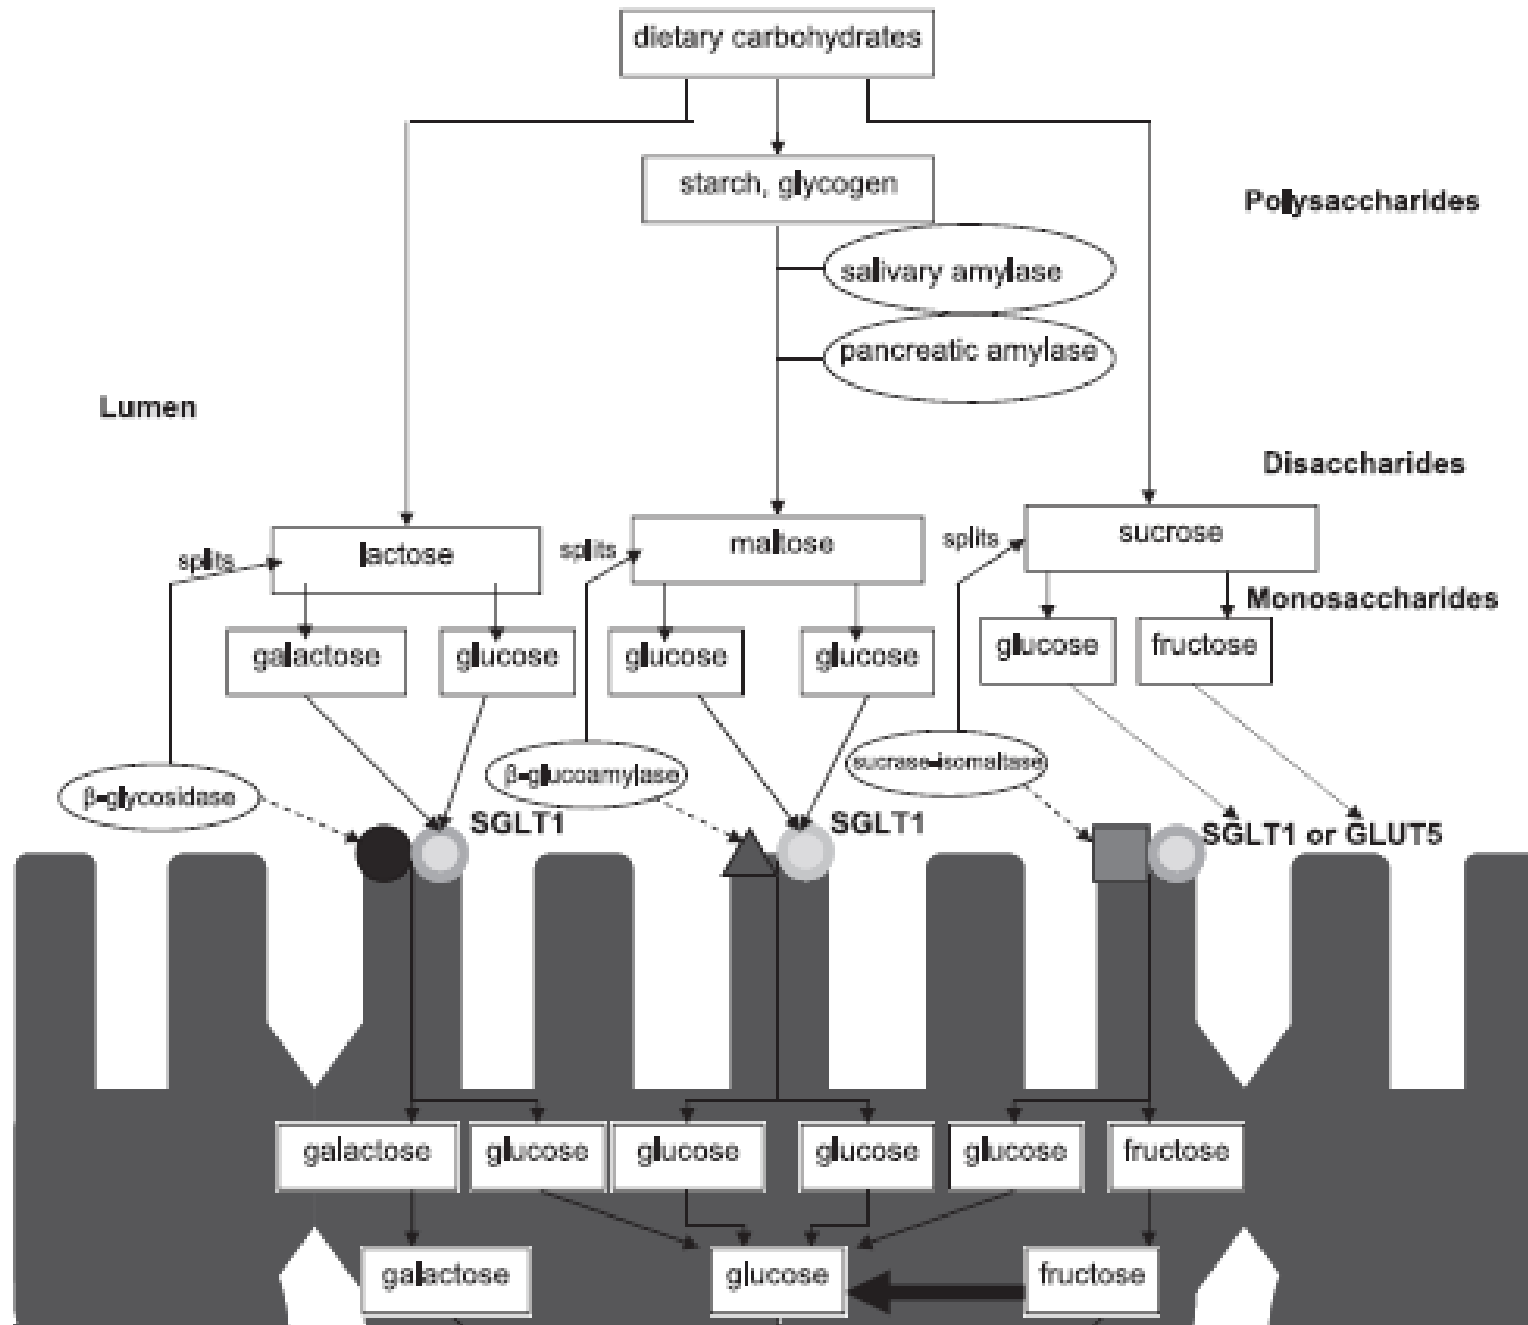 dietary carbohydrates
starch, glycogen
Polysaccharides
salivary amylase
pancreatic amylase
Lumen
Disaccharides
splits
lactose
splits
maltose
splits
sucrose
Monosaccharides
galactose
glucose
glucose
glucose
glucose
fructose
β-glycosidase
β-glucoamylase
sucrase-isomaltase
SGLT1
SGLT1
SGLT1 or GLUT5
galactose
glucose
glucose
glucose
glucose
fructose
galactose
glucose
fructose